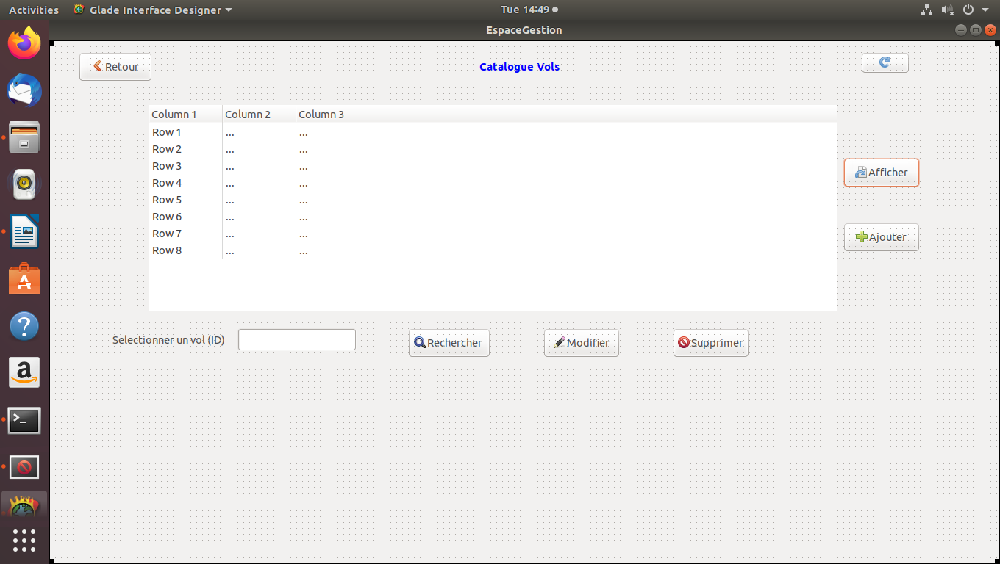 Activities Glade Interface Designer Tue 14:49
EspaceGestion
Retour Catalogue Vols
Column 1 Column 2 Column 3
Row 1 ... ...
Row 2 ... ...
Row 3 ... ...
Row 4 ... ...
Row 5 ... ...
Row 6 ... ...
Row 7 ... ...
Row 8 ... ...
Afficher
Ajouter
Selectionner un vol (ID) Rechercher Modifier Supprimer